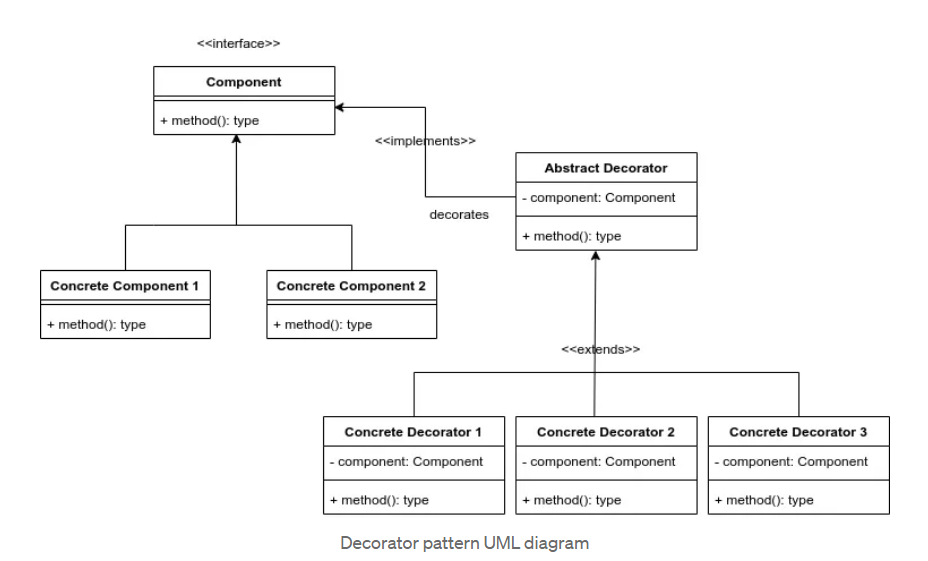 <<interface>>
Component
+ method(): type
<<implements>>
decorates
Abstract Decorator
- component: Component
+ method(): type
Concrete Component 1
+ method(): type
Concrete Component 2
+ method(): type
<<extends>>
Concrete Decorator 1
- component: Component
+ method(): type
Concrete Decorator 2
- component: Component
+ method(): type
Concrete Decorator 3
- component: Component
+ method(): type
Decorator pattern UML diagram